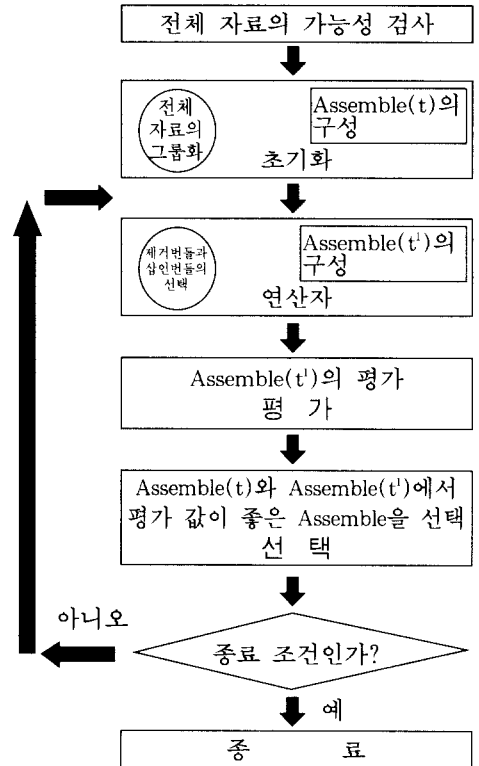 전체 자료의 가능성 검사
전체
자료의
그룹화
Assemble(t)의
구성
초기화
제거번들과
삽인번들의
선택
Assemble(t¹)의
구성
연산자
Assemble(t¹)의 평가
평 가
Assemble(t)와 Assemble(t¹)에서
평가 값이 좋은 Assemble을 선택
선 택
아니오
종료 조건인가?
예
종 료